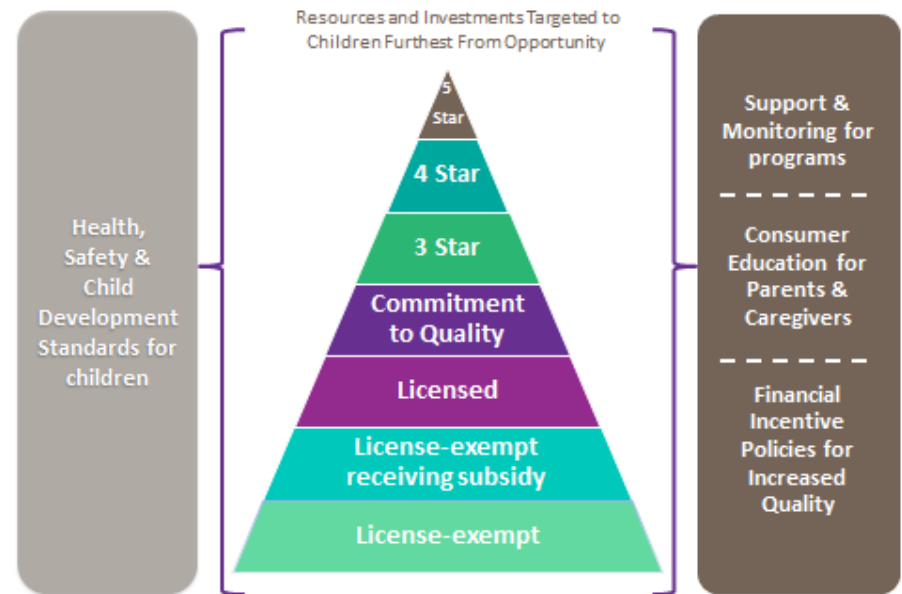 Resources and Investments Targeted to
Children Furthest From Opportunity
Health,
Safety &
Child
Development
Standards for
children
5
Star
4 Star
3 Star
Commitment
to Quality
Licensed
License-exempt
receiving subsidy
License-exempt
Support &
Monitoring for
programs
Consumer
Education for
Parents &
Caregivers
Financial
Incentive
Policies for
Increased
Quality